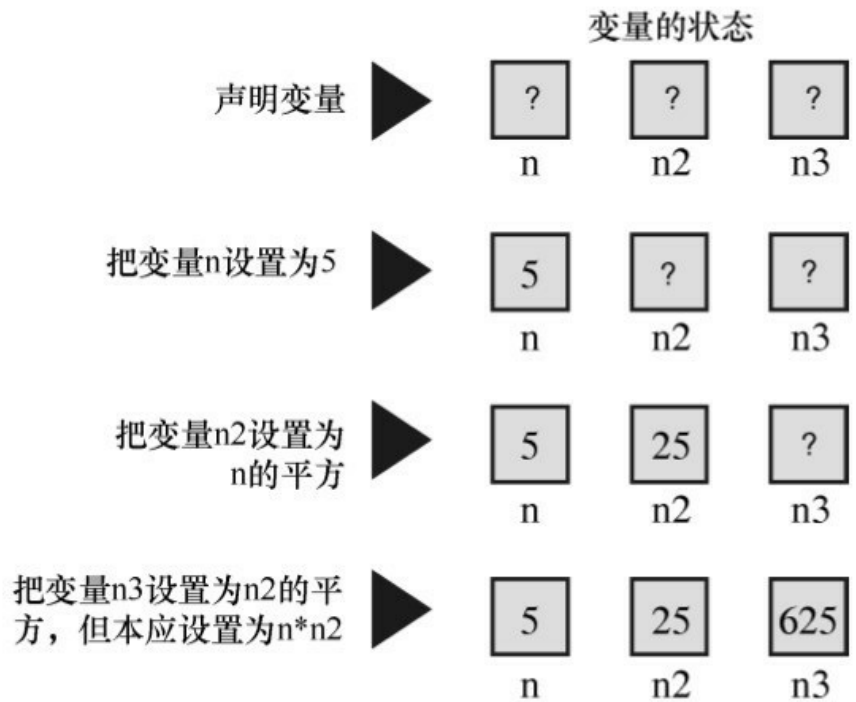 变量的状态
声明变量
? ? ?
n n2 n3
把变量n设置为5
5 ? ?
n n2 n3
把变量n2设置为
n的平方
5 25 ?
n n2 n3
把变量n3设置为n2的平
方，但本应设置为n*n2
5 25 625
n n2 n3